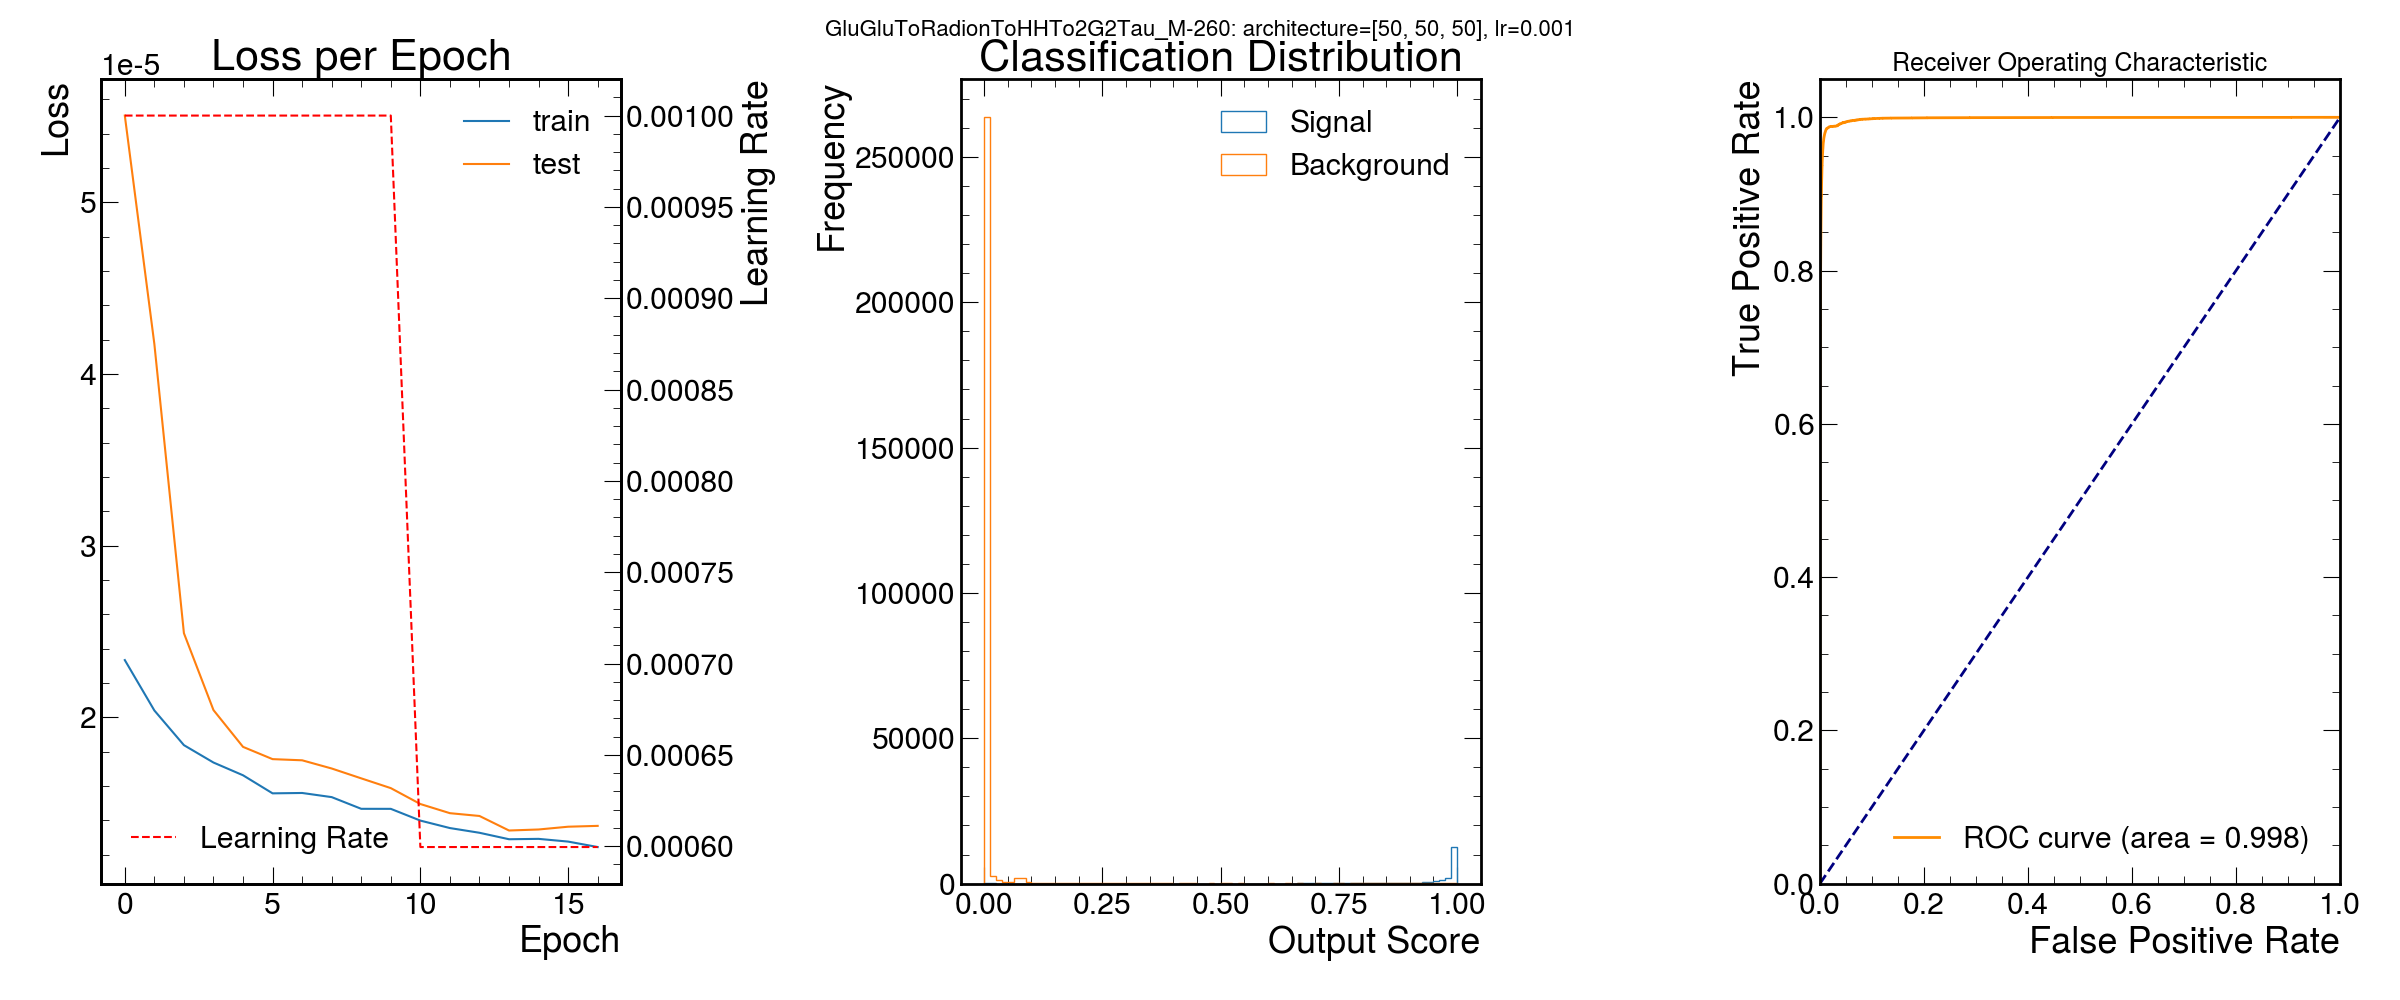 GluGluToRadionToHHTo2G2Tau_M-260: architecture=[50, 50, 50], lr=0.001
Loss per Epoch
1e-5
Loss
5
4
3
2
train
test
Learning Rate
0.00100
0.00095
0.00090
0.00085
0.00080
0.00075
0.00070
0.00065
0.00060
Learning Rate
0
5
10
15
Epoch
Classification Distribution
Frequency
250000
200000
150000
100000
50000
0
Signal
Background
0.00
0.25
0.50
0.75
1.00
Output Score
Receiver Operating Characteristic
True Positive Rate
1.0
0.8
0.6
0.4
0.2
0.0
ROC curve (area = 0.998)
0.0
0.2
0.4
0.6
0.8
1.0
False Positive Rate